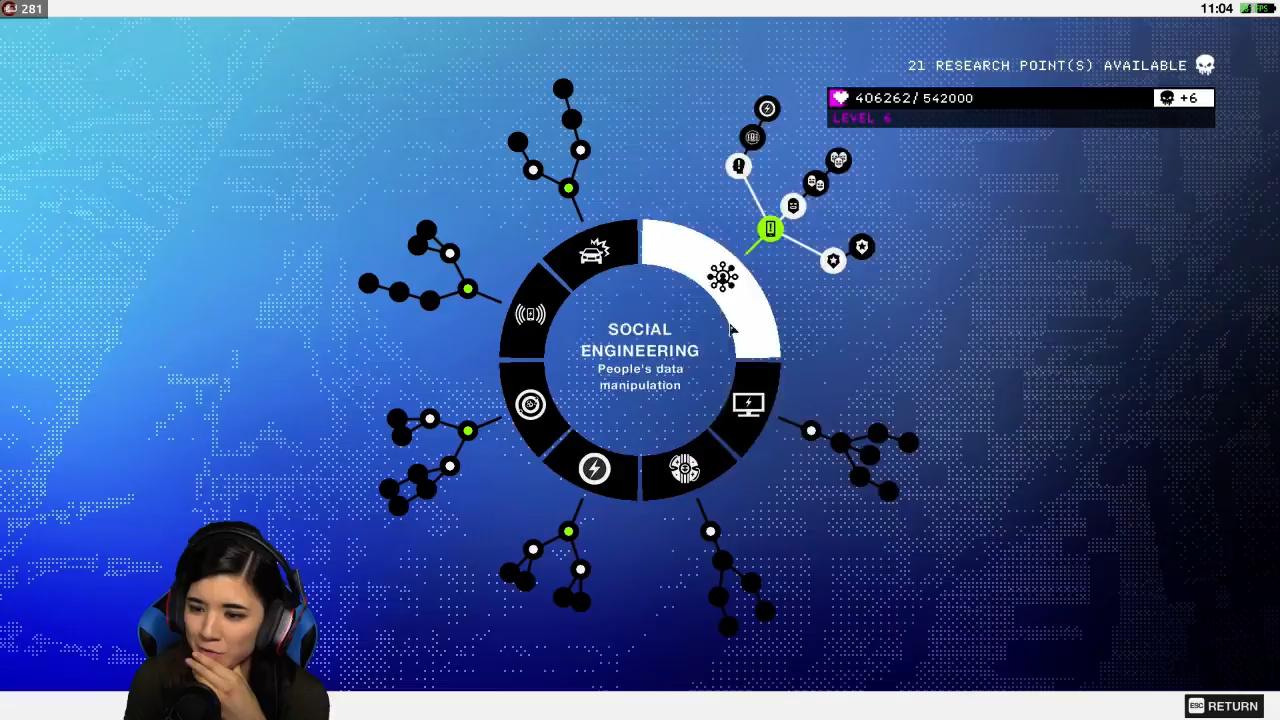 281
11:04
FPS
21 RESEARCH POINT(S) AVAILABLE
406262/542000
+6
LEVEL 6
SOCIAL
ENGINEERING
People's data
manipulation
ESC RETURN